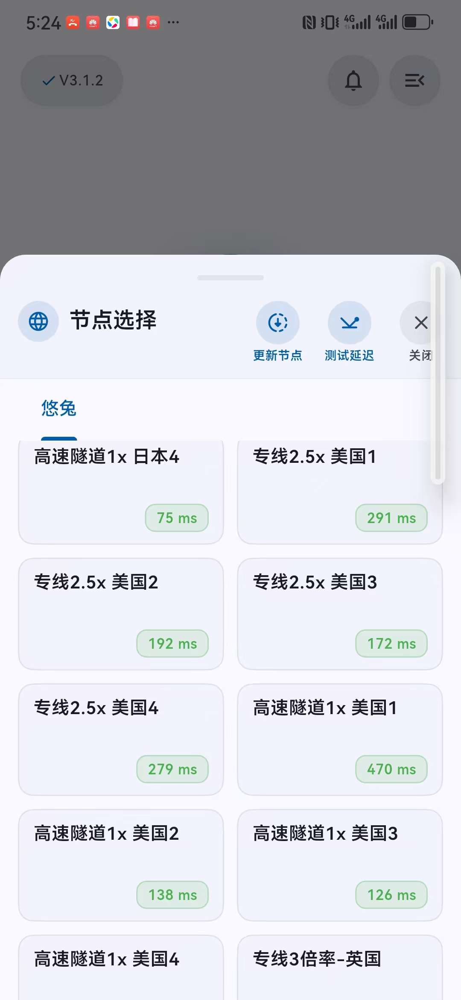 5:24
4G
4G
V3.1.2
节点选择
更新节点
测试延迟
关闭
悠兔
高速隧道1x 日本4
专线2.5x 美国1
75 ms
291 ms
专线2.5x 美国2
专线2.5x 美国3
192 ms
172 ms
专线2.5x 美国4
高速隧道1x 美国1
279 ms
470 ms
高速隧道1x 美国2
高速隧道1x 美国3
138 ms
126 ms
高速隧道1x 美国4
专线3倍率-英国